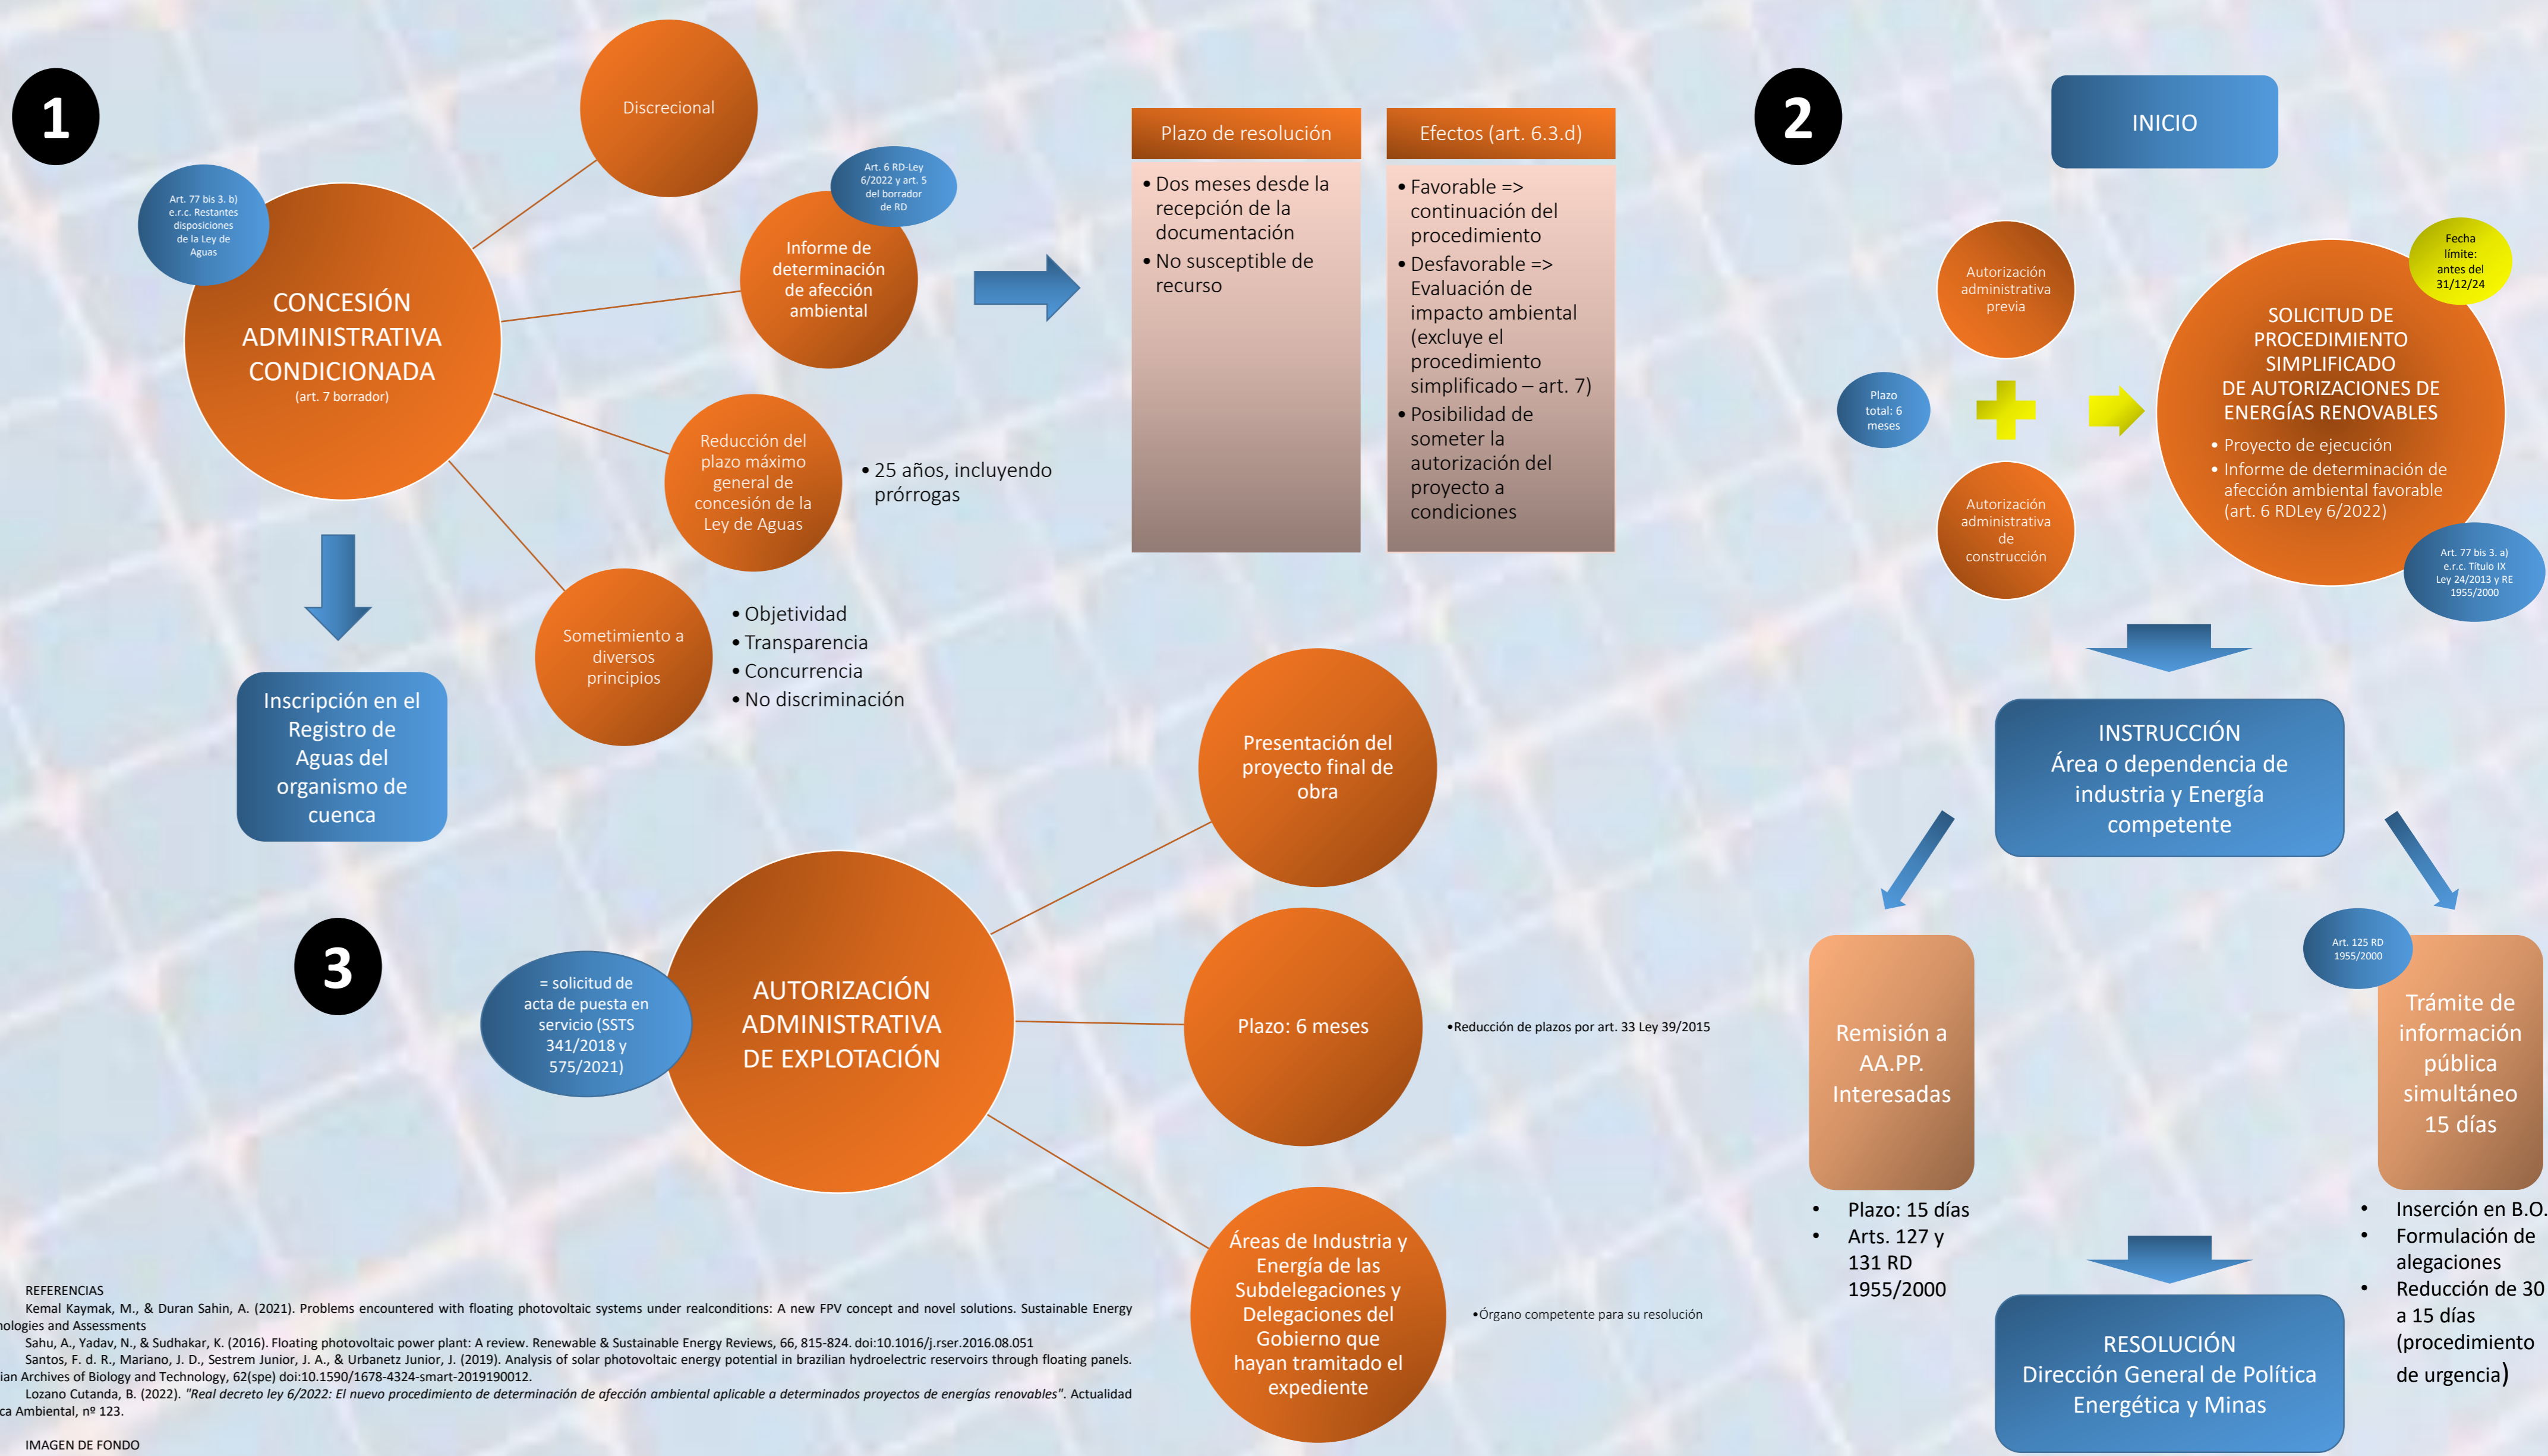 1
Art. 77 bis 3. b)
e.r.c. Restantes
disposiciones
de la Ley de
Aguas
CONCESIÓN
ADMINISTRATIVA
CONDICIONADA
(art. 7 borrador)
Discrecional
Art. 6 RD-Ley
6/2022 y art. 5
del borrador
de RD
Informe de
determinación
de afección
ambiental
Plazo de resolución
• Dos meses desde la
recepción de la
documentación
• No susceptible de
recurso
Efectos (art. 6.3.d)
• Favorable =>
continuación del
procedimiento
• Desfavorable =>
Evaluación de
impacto ambiental
(excluye el
procedimiento
simplificado – art. 7)
• Posibilidad de
someter la
autorización del
proyecto a
condiciones
Reducción del
plazo máximo
general de
concesión de la
Ley de Aguas
• 25 años, incluyendo
prórrogas
Sometimiento a
diversos
principios
• Objetividad
• Transparencia
• Concurrencia
• No discriminación
Inscripción en el
Registro de
Aguas del
organismo de
cuenca
2
INICIO
Autorización
administrativa
previa
Plazo
total: 6
meses
Autorización
administrativa
de
construcción
Fecha
límite:
antes del
31/12/24
SOLICITUD DE
PROCEDIMIENTO
SIMPLIFICADO
DE AUTORIZACIONES DE
ENERGÍAS RENOVABLES
• Proyecto de ejecución
• Informe de determinación de
afección ambiental favorable
(art. 6 RDLey 6/2022)
Art. 77 bis 3. a)
e.r.c. Título IX
Ley 24/2013 y RE
1955/2000
INSTRUCCIÓN
Área o dependencia de
industria y Energía
competente
Remisión a
AA.PP.
Interesadas
• Plazo: 15 días
• Arts. 127 y
131 RD
1955/2000
Art. 125 RD
1955/2000
Trámite de
información
pública
simultáneo
15 días
• Inserción en B.O.
• Formulación de
alegaciones
• Reducción de 30
a 15 días
(procedimiento
de urgencia)
RESOLUCIÓN
Dirección General de Política
Energética y Minas
3
= solicitud de
acta de puesta en
servicio (SSTS
341/2018 y
575/2021)
AUTORIZACIÓN
ADMINISTRATIVA
DE EXPLOTACIÓN
Presentación del
proyecto final de
obra
Plazo: 6 meses
•Reducción de plazos por art. 33 Ley 39/2015
Áreas de Industria y
Energía de las
Subdelegaciones y
Delegaciones del
Gobierno que
hayan tramitado el
expediente
•Órgano competente para su resolución
REFERENCIAS
Kemal Kaymak, M., & Duran Sahin, A. (2021). Problems encountered with floating photovoltaic systems under realconditions: A new FPV concept and novel solutions. Sustainable Energy
nologies and Assessments
Sahu, A., Yadav, N., & Sudhakar, K. (2016). Floating photovoltaic power plant: A review. Renewable & Sustainable Energy Reviews, 66, 815-824. doi:10.1016/j.rser.2016.08.051
Santos, F. d. R., Mariano, J. D., Sestrem Junior, J. A., & Urbanetz Junior, J. (2019). Analysis of solar photovoltaic energy potential in brazilian hydroelectric reservoirs through floating panels.
ian Archives of Biology and Technology, 62(spe) doi:10.1590/1678-4324-smart-2019190012.
Lozano Cutanda, B. (2022). "Real decreto ley 6/2022: El nuevo procedimiento de determinación de afección ambiental aplicable a determinados proyectos de energías renovables". Actualidad
ca Ambiental, nº 123.
IMAGEN DE FONDO